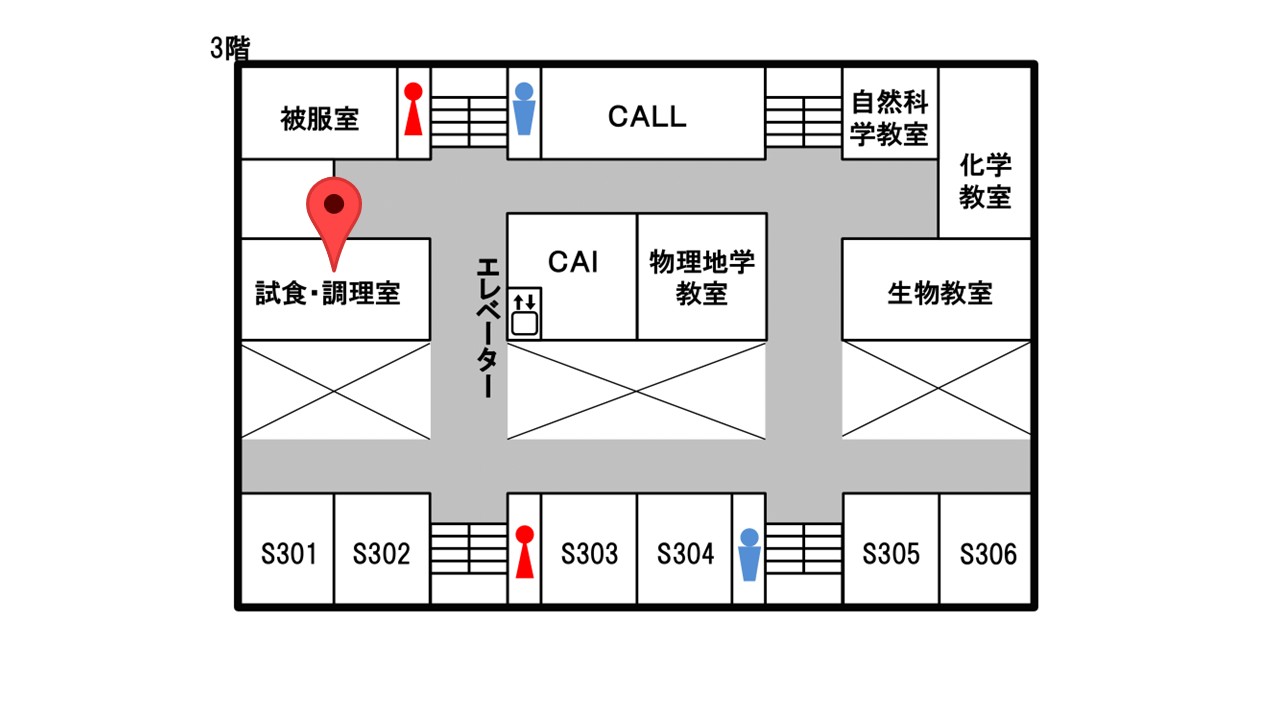 3階
被服室
CALL
自然科
学教室
化学
教室
試食・調理室
エレベーター
CAI
物理地学
教室
生物教室
S301
S302
S303
S304
S305
S306